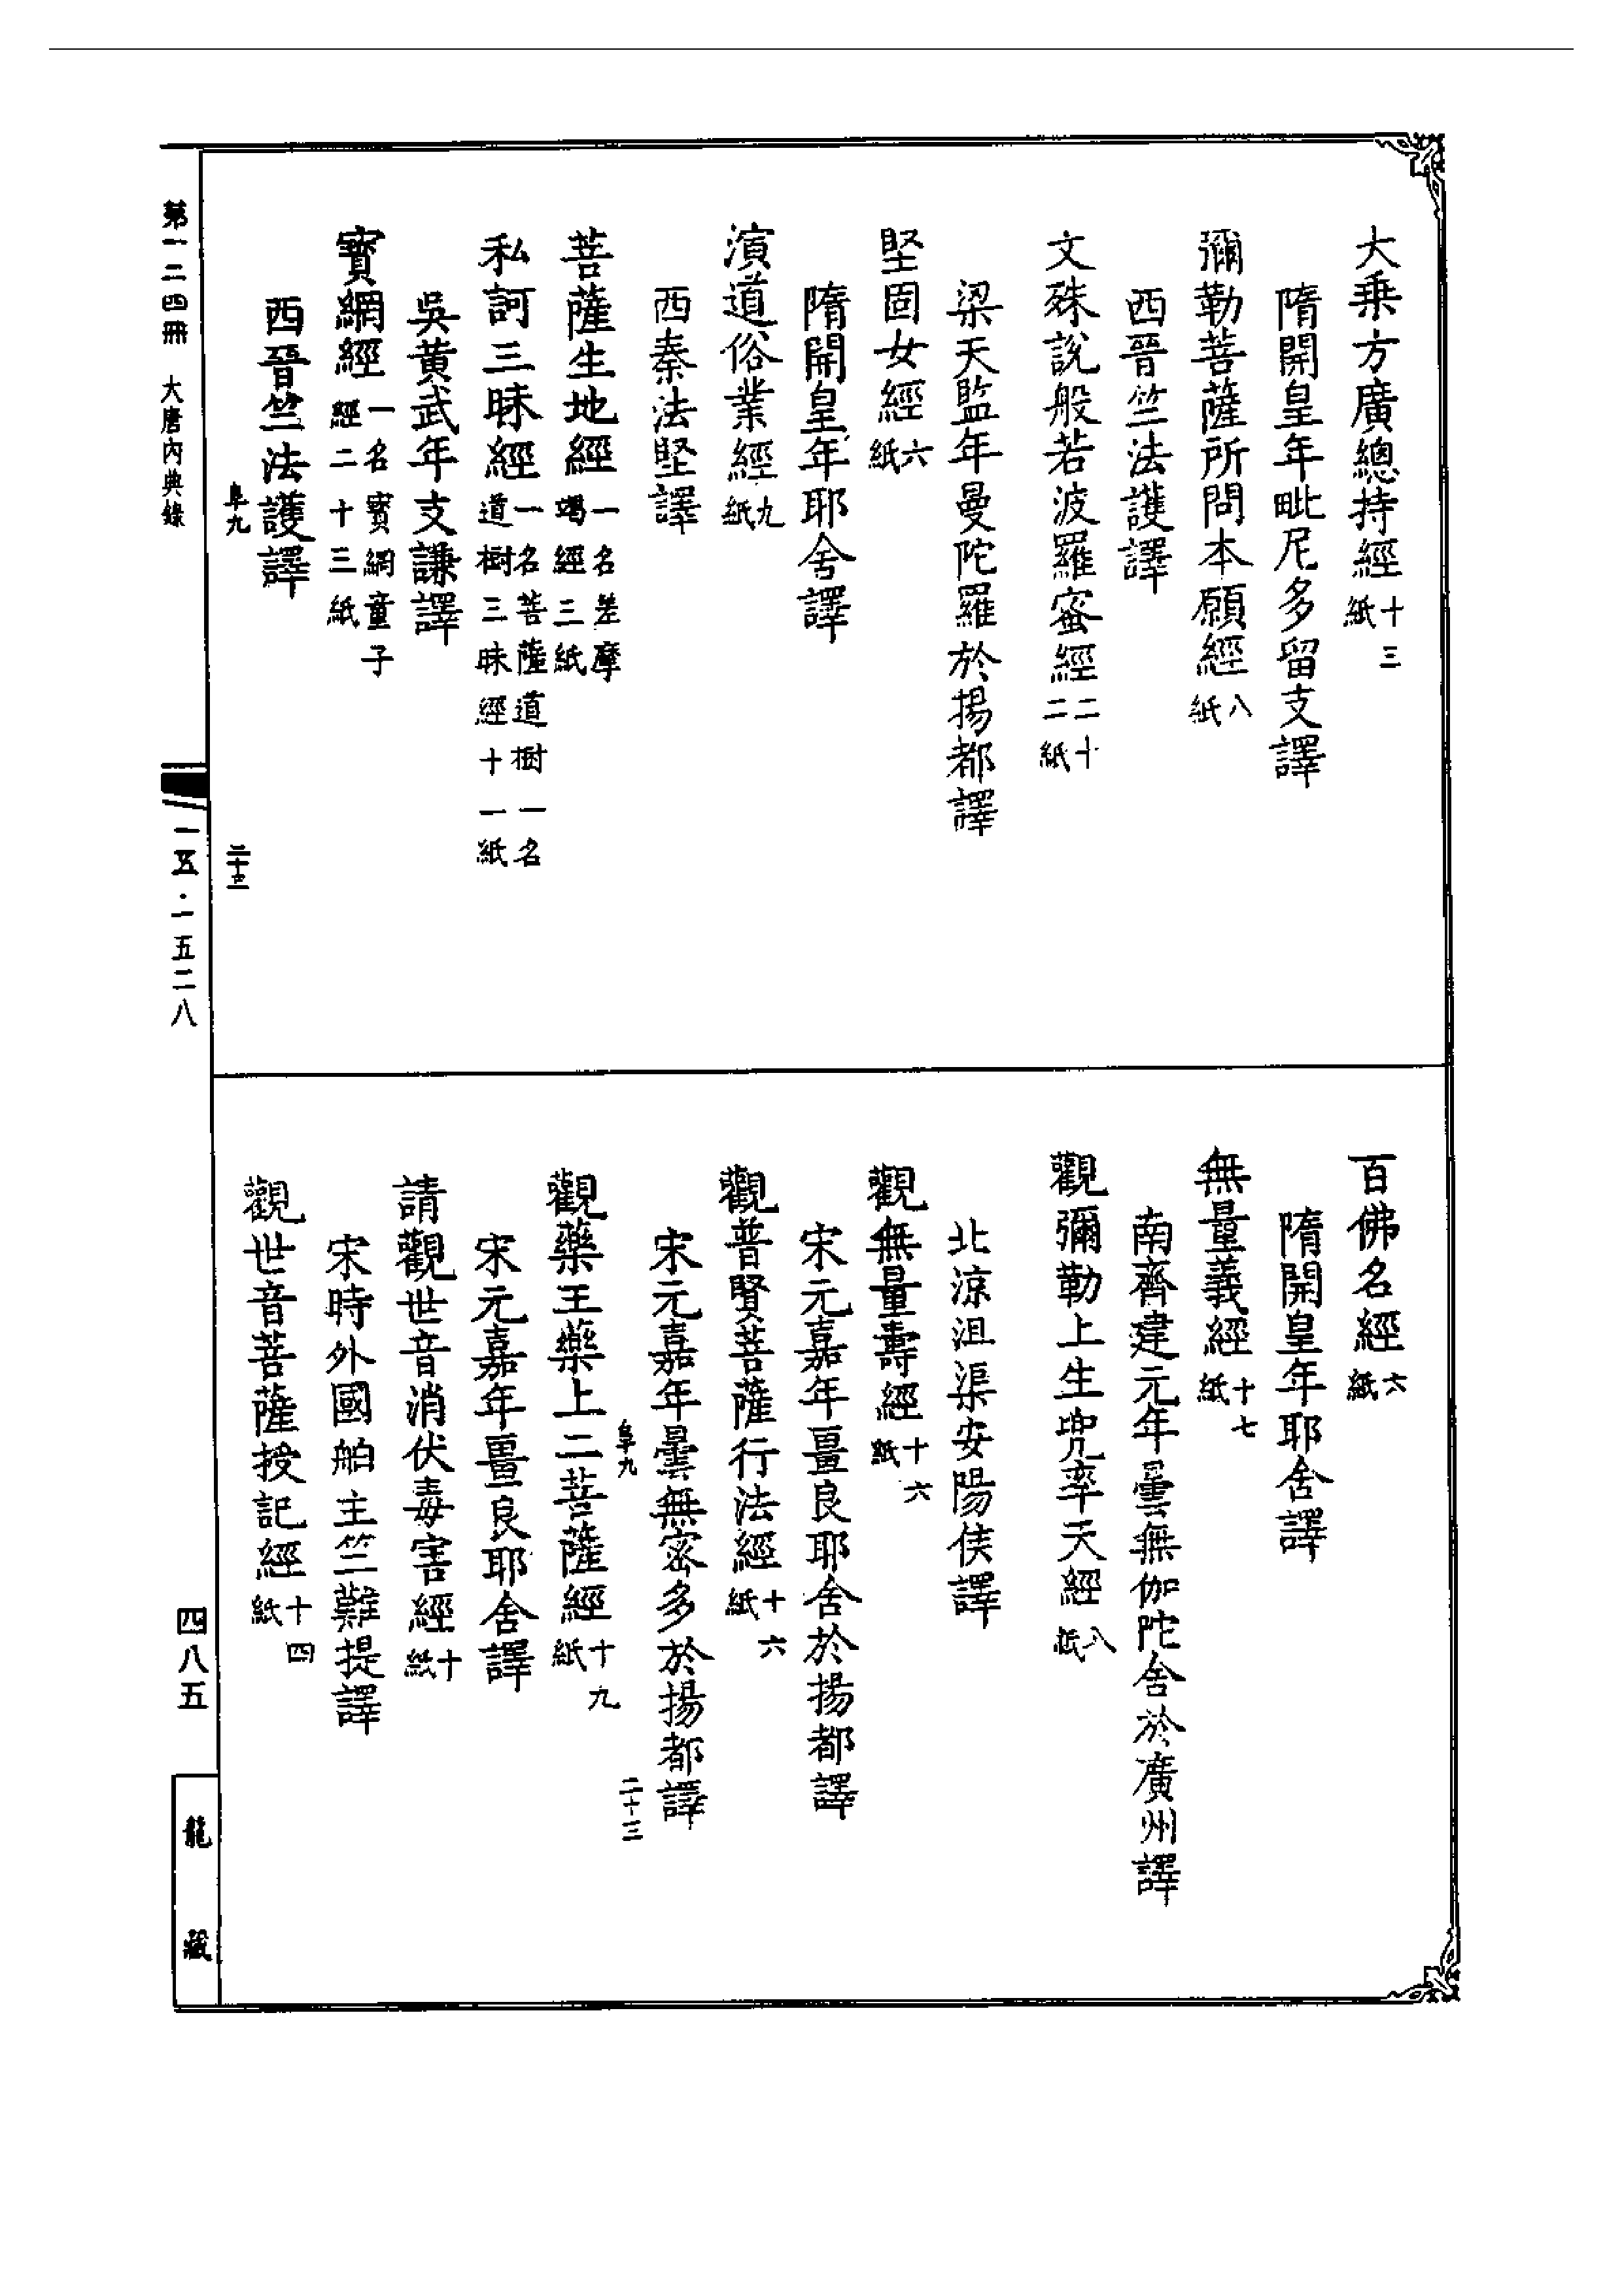 大乘方廣總持經十三紙
隋開皇年毗尼多留支譯
彌勒菩薩所問本願經八紙
西晉竺法護譯
文殊說般若波羅蜜經二十二紙
梁天監年曼陀羅於揚都譯
堅固女經六紙
隋開皇年耶舍譯
演道俗業經九紙
西秦法堅譯
菩薩生地經一名差摩竭經三紙
私訶三昧經一名菩薩道樹一名道樹三昧經十一紙
吳黃武年支謙譯
寶網經一名寶網童子經二十三紙
西晉竺法護譯
阜九
二十三
百佛名經六紙
隋開皇年耶舍譯
無量義經十七紙
南齊建元年曇無伽陀舍於廣州譯
觀彌勒上生兜率天經八紙
北涼沮渠安陽侯譯
觀無量壽經十六紙
宋元嘉年畺良耶舍於揚都譯
觀普賢菩薩行法經十六紙
宋元嘉年曇無密多於揚都譯
阜九
二十三
觀藥王藥上二菩薩經十九紙
宋元嘉年畺良耶舍譯
請觀世音消伏毒害經十紙
宋時外國舶主竺難提譯
觀世音菩薩授記經十四紙
第一二四冊 大唐內典錄
一五·一五二八
四八五
龍藏